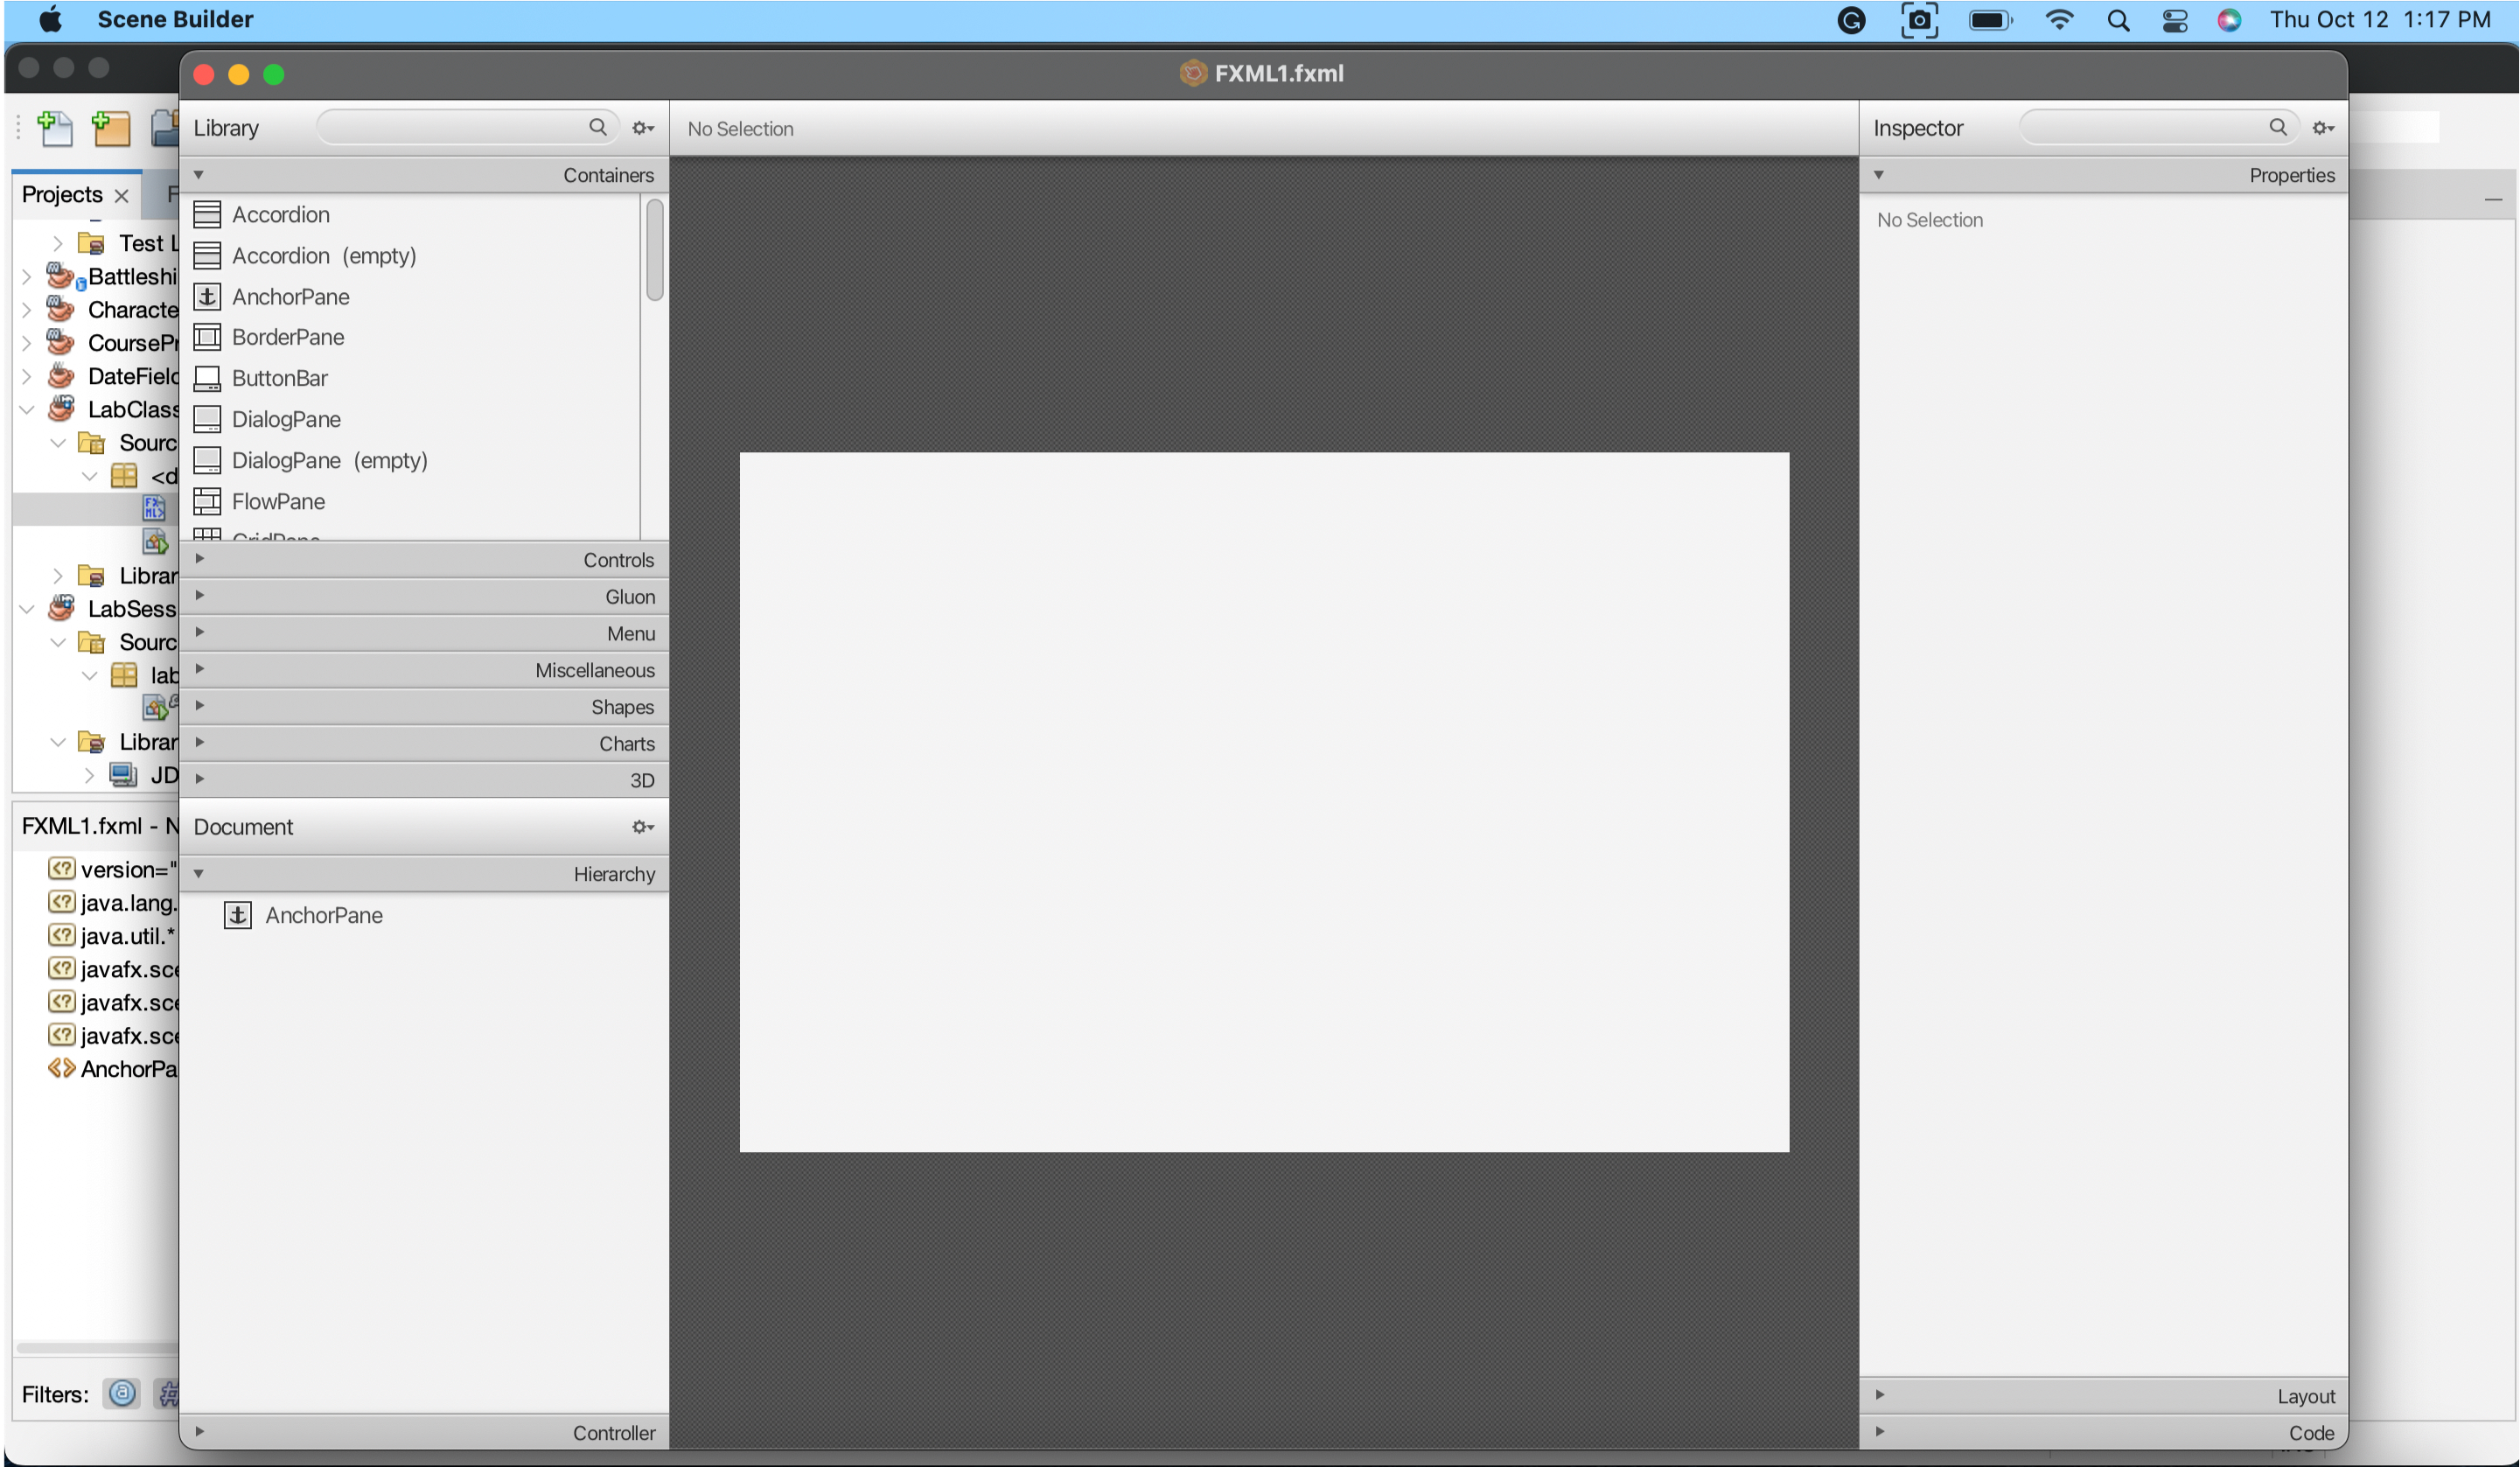 Scene Builder
Thu Oct 12 1:17 PM
FXML1.fxml
Library
No Selection
Inspector
Containers
Properties
No Selection
Accordion
Accordion (empty)
AnchorPane
BorderPane
ButtonBar
DialogPane
DialogPane (empty)
FlowPane
GridPane
Controls
Gluon
Menu
Miscellaneous
Shapes
Charts
3D
Document
Hierarchy
AnchorPane
Controller
Layout
Code
Projects
F
Test L
Battleshi
Characte
CoursePr
DateField
LabClass
Sourc
<d
Librar
LabSess
Sourc
lab
Librar
JD
FXML1.fxml - N
version="
java.lang.
java.util.*
javafx.sce
javafx.sce
javafx.sce
AnchorPa
Filters: